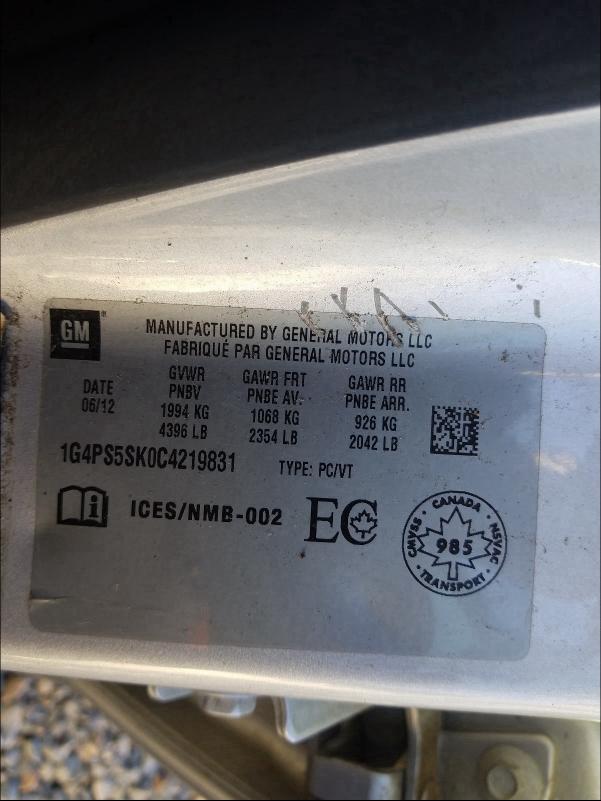 GM
MANUFACTURED BY GENERAL MOTORS LLC
FABRIQUÉ PAR GENERAL MOTORS LLC
DATE
06/12
GVWR
PNBV
1994 KG
4396 LB
GAWR FRT
PNBE AV.
1068 KG
2354 LB
GAWR RR
PNBE ARR.
926 KG
2042 LB
1G4PS5SK0C4219831
TYPE: PC/VT
i
ICES/NMB-002
EC
CANADA
CMVSS
NSVAC
985
TRANSPORT